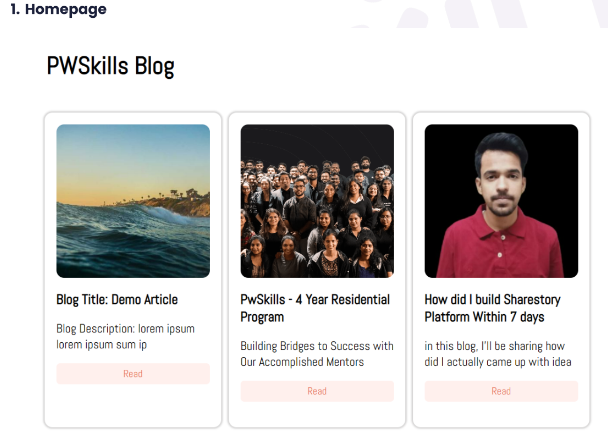 1. Homepage
PWSkills Blog
Blog Title: Demo Article
Blog Description: lorem ipsum
lorem ipsum sum ip
Read
PwSkills - 4 Year Residential
Program
Building Bridges to Success with
Our Accomplished Mentors
Read
How did I build Sharestory
Platform Within 7 days
in this blog, I'll be sharing how
did I actually came up with idea
Read